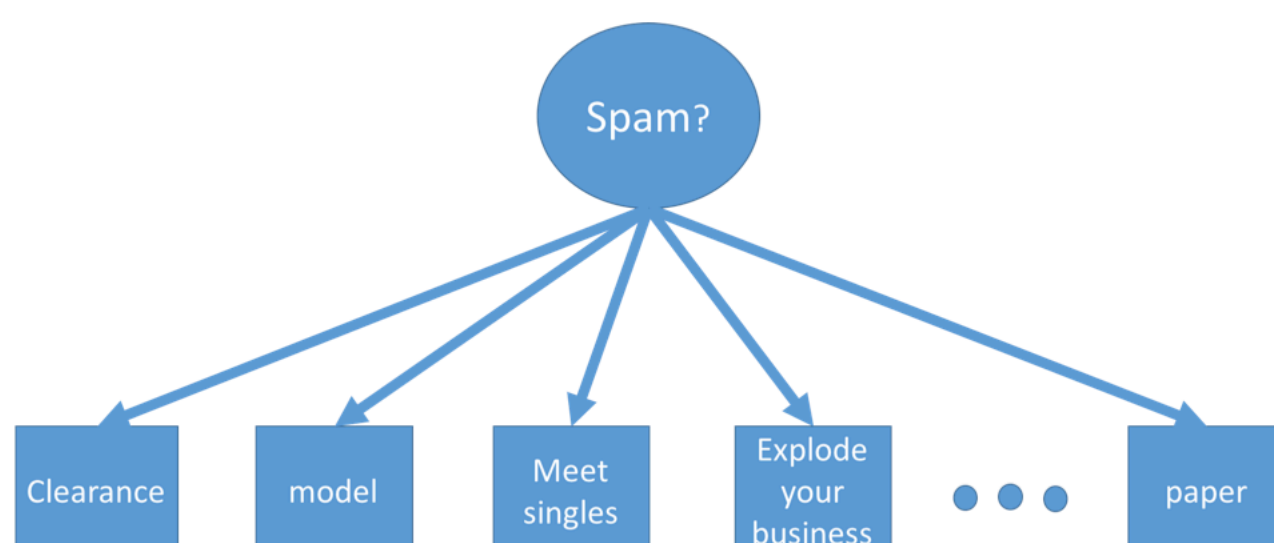 Spam?
Clearance
model
Meet
singles
Explode
your
business
paper